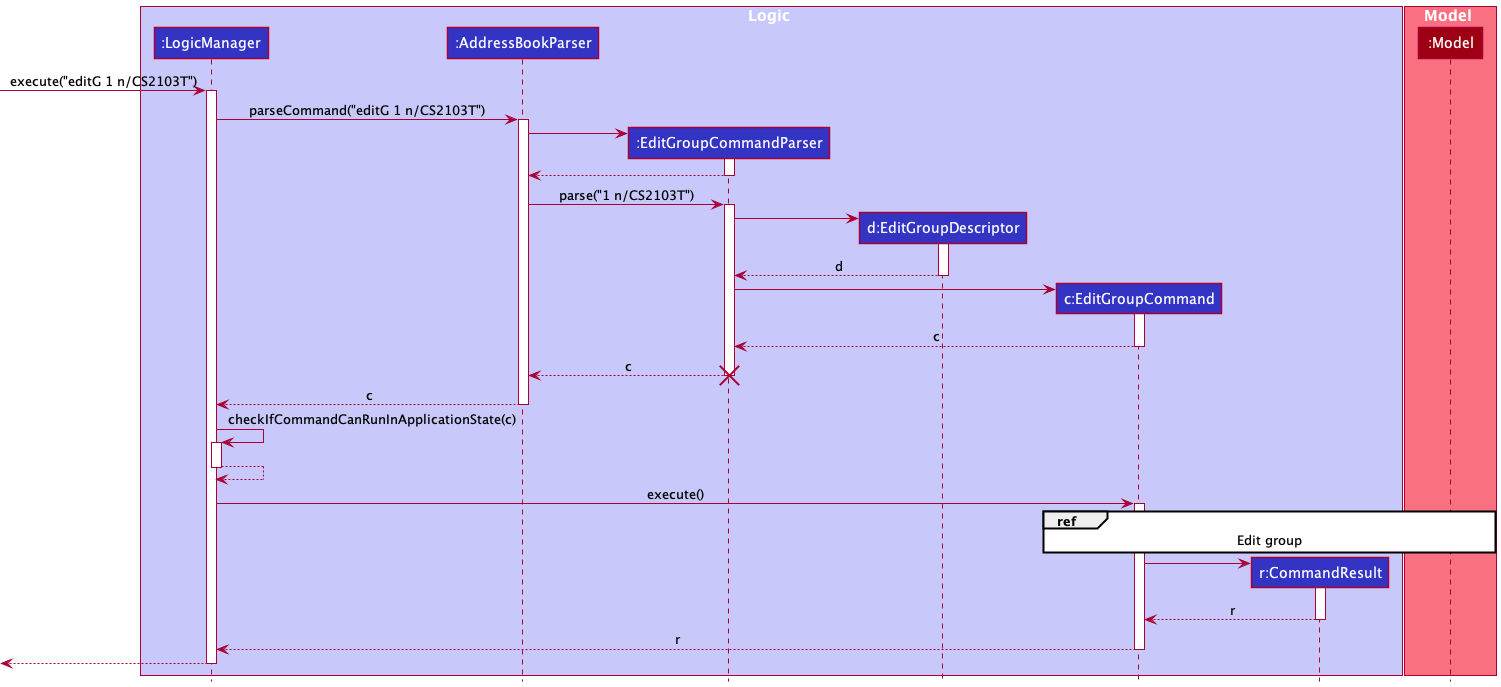 Logic
Model
:LogicManager
:AddressBookParser
:Model
execute("editG 1 n/CS2103T")
parseCommand("editG 1 n/CS2103T")
:EditGroupCommandParser
parse("1 n/CS2103T")
d:EditGroupDescriptor
d
c:EditGroupCommand
c
c
c
checkIfCommandCanRunInApplicationState(c)
execute()
ref
Edit group
r:CommandResult
r
r